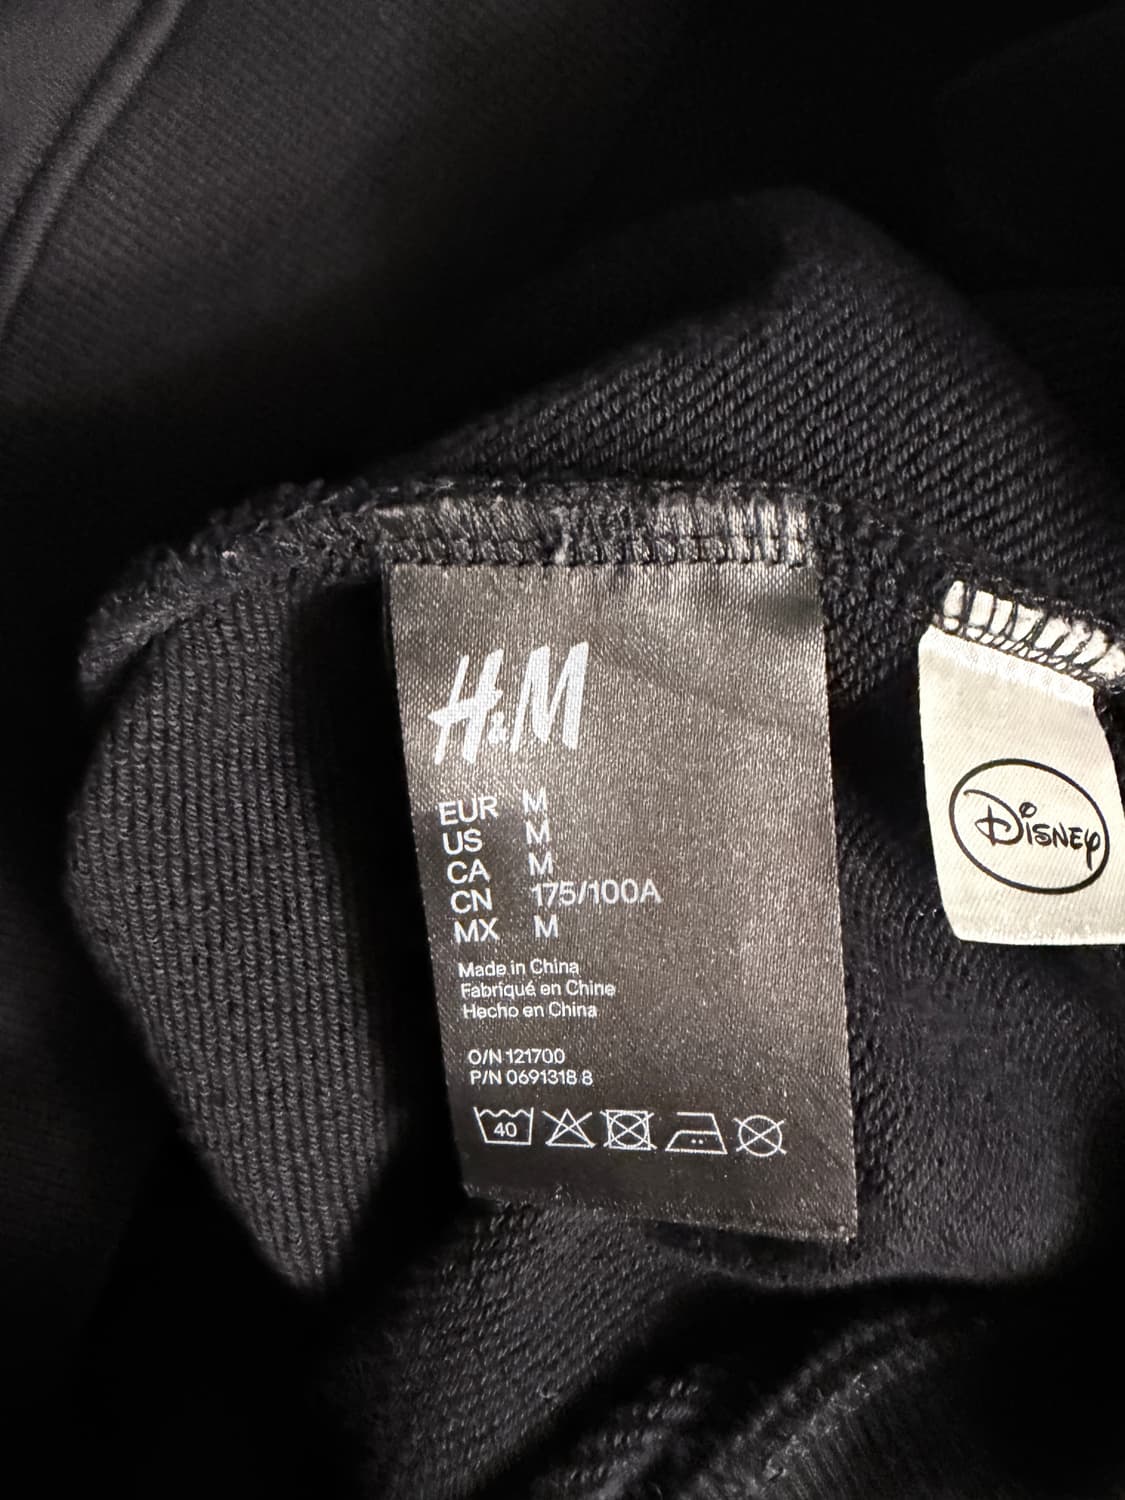 H&M
EUR M
US M
CA M
CN 175/100A
MX M
Made in China
Fabriqué en Chine
Hecho en China
O/N 121700
P/N 0691318 8
40
Disney